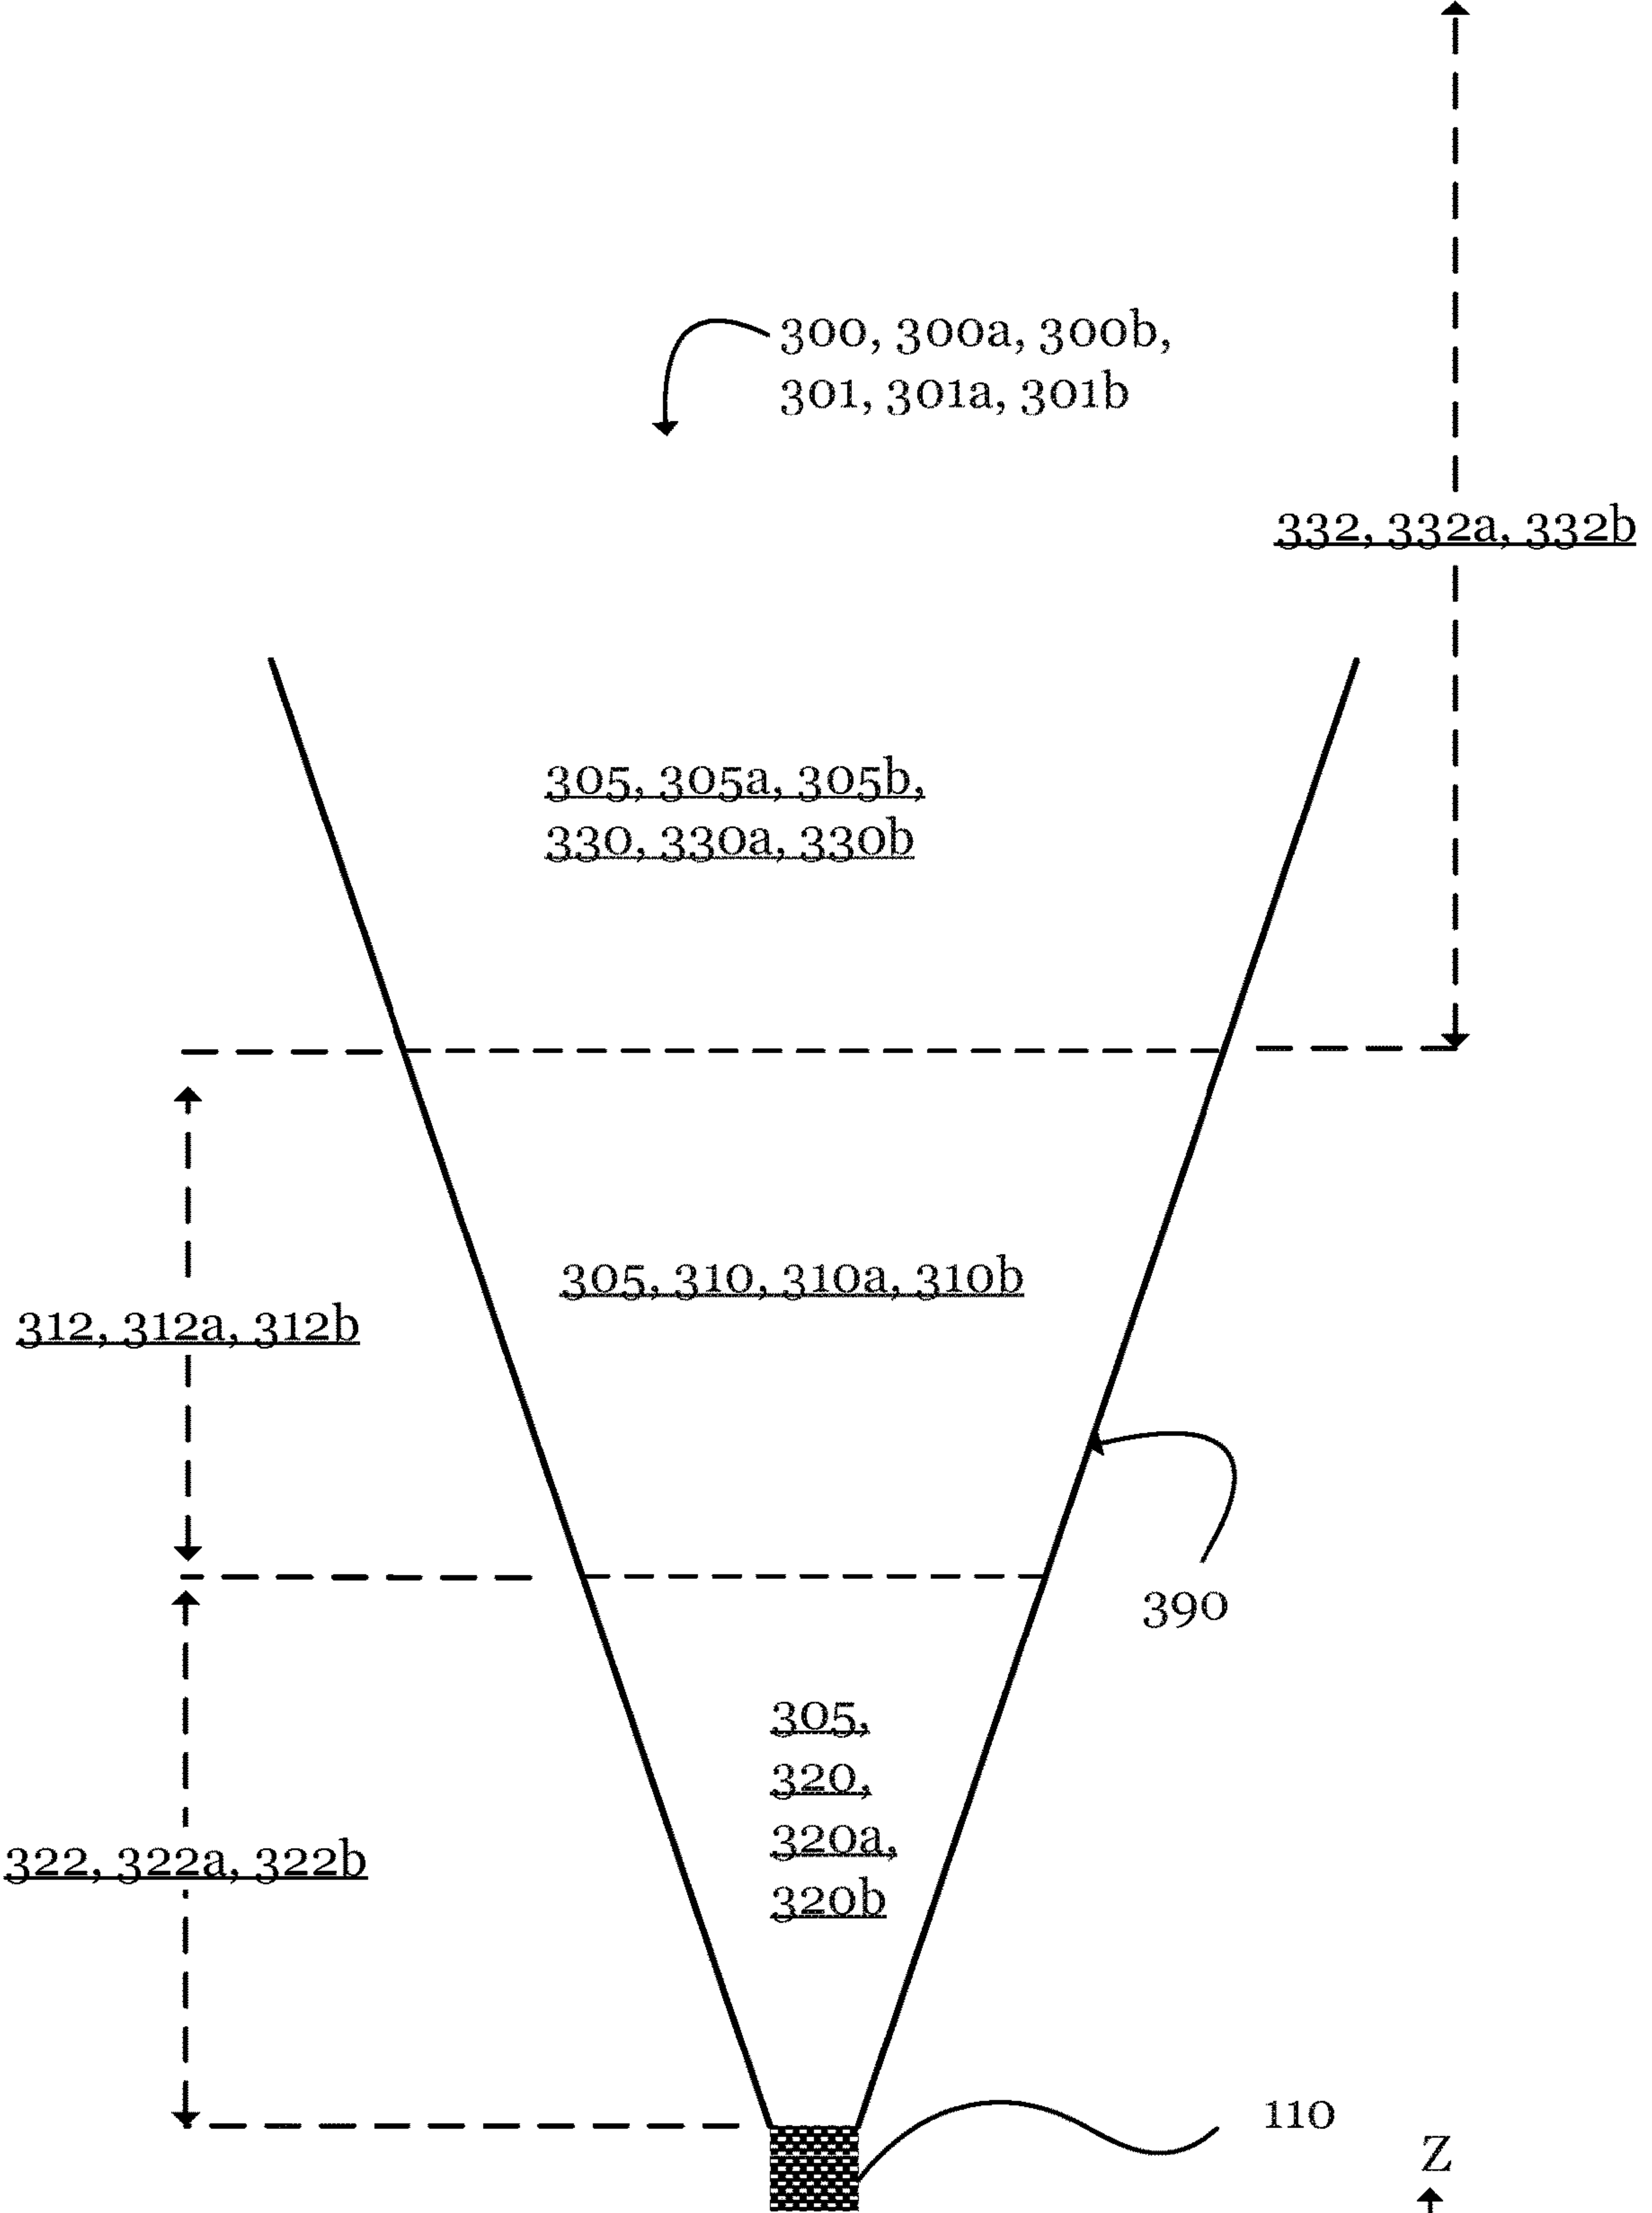 300, 300a, 300b,
301, 301a, 301b
332, 332a, 332b
305, 305a, 305b,
330, 330a, 330b
305, 310, 310a, 310b
312, 312a, 312b
390
305,
320,
320a,
320b
322, 322a, 322b
110
Z